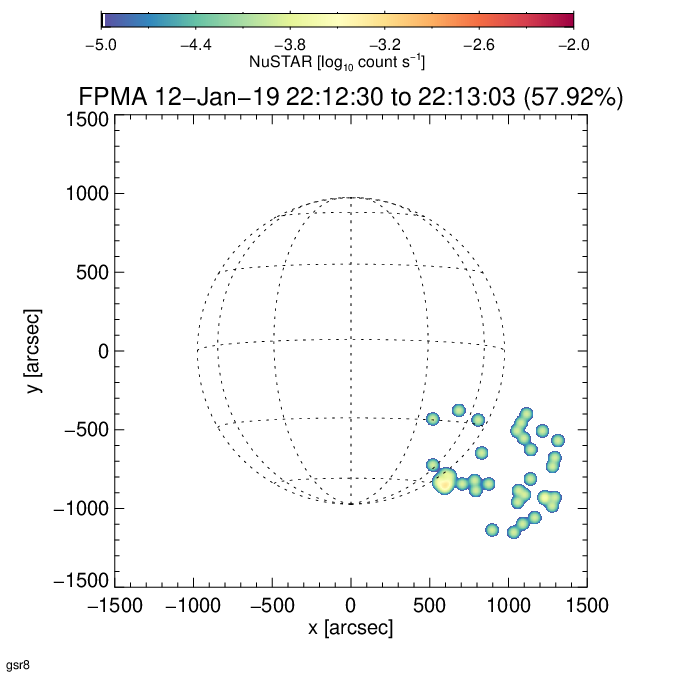 −5.0 −4.4 −3.8 −3.2 −2.6 −2.0
NuSTAR [log₁₀ count s⁻¹]
FPMA 12−Jan−19 22:12:30 to 22:13:03 (57.92%)
1500
1000
500
0
−500
−1000
−1500
y [arcsec]
−1500 −1000 −500 0 500 1000 1500
x [arcsec]
gsr8